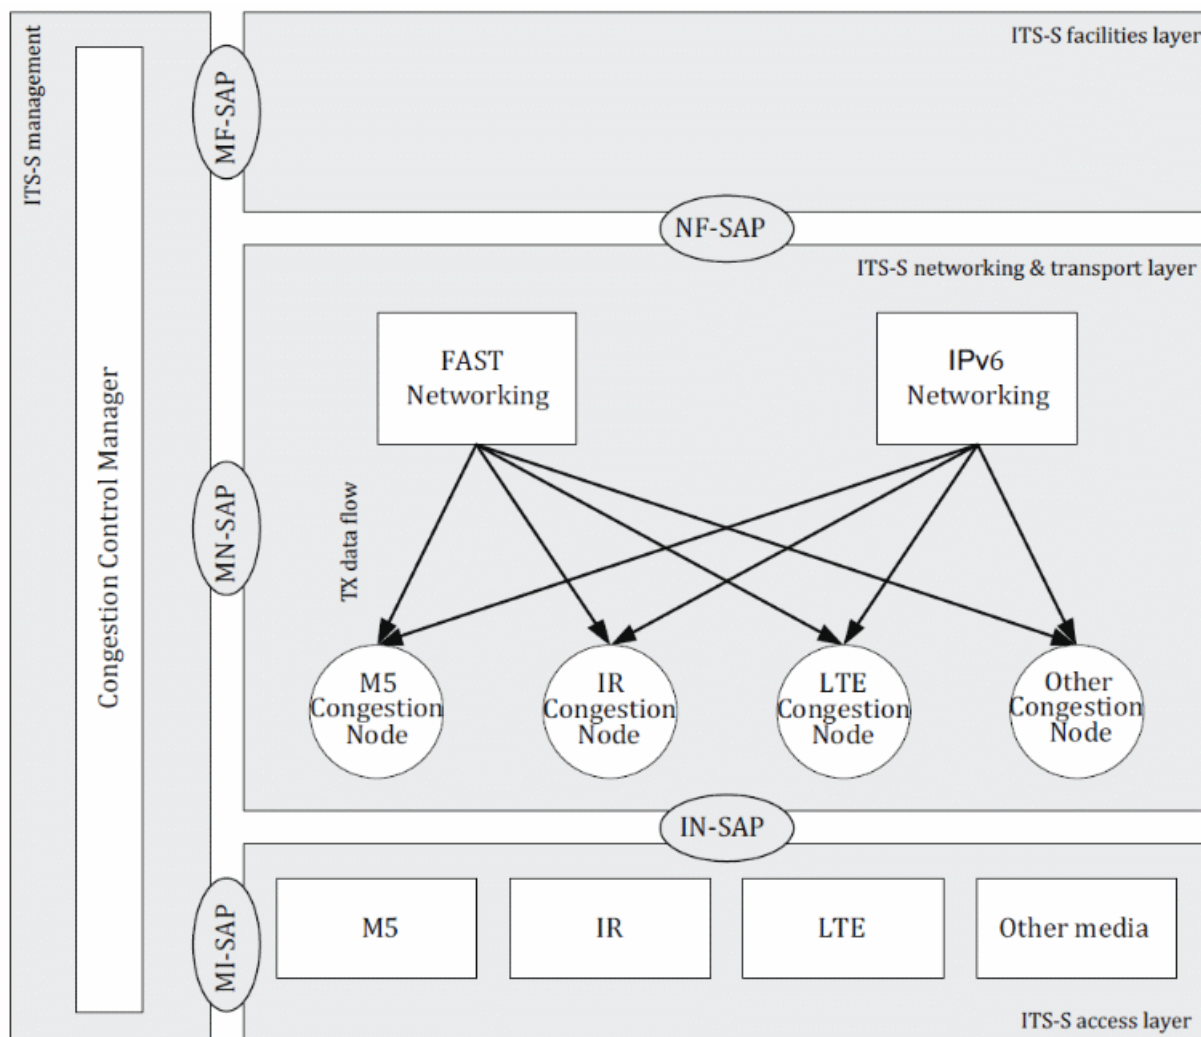 ITS-S management
Congestion Control Manager
MF-SAP
MN-SAP
MI-SAP
ITS-S facilities layer
NF-SAP
ITS-S networking & transport layer
FAST
Networking
IPv6
Networking
TX data flow
M5
Congestion
Node
IR
Congestion
Node
LTE
Congestion
Node
Other
Congestion
Node
IN-SAP
M5
IR
LTE
Other media
ITS-S access layer